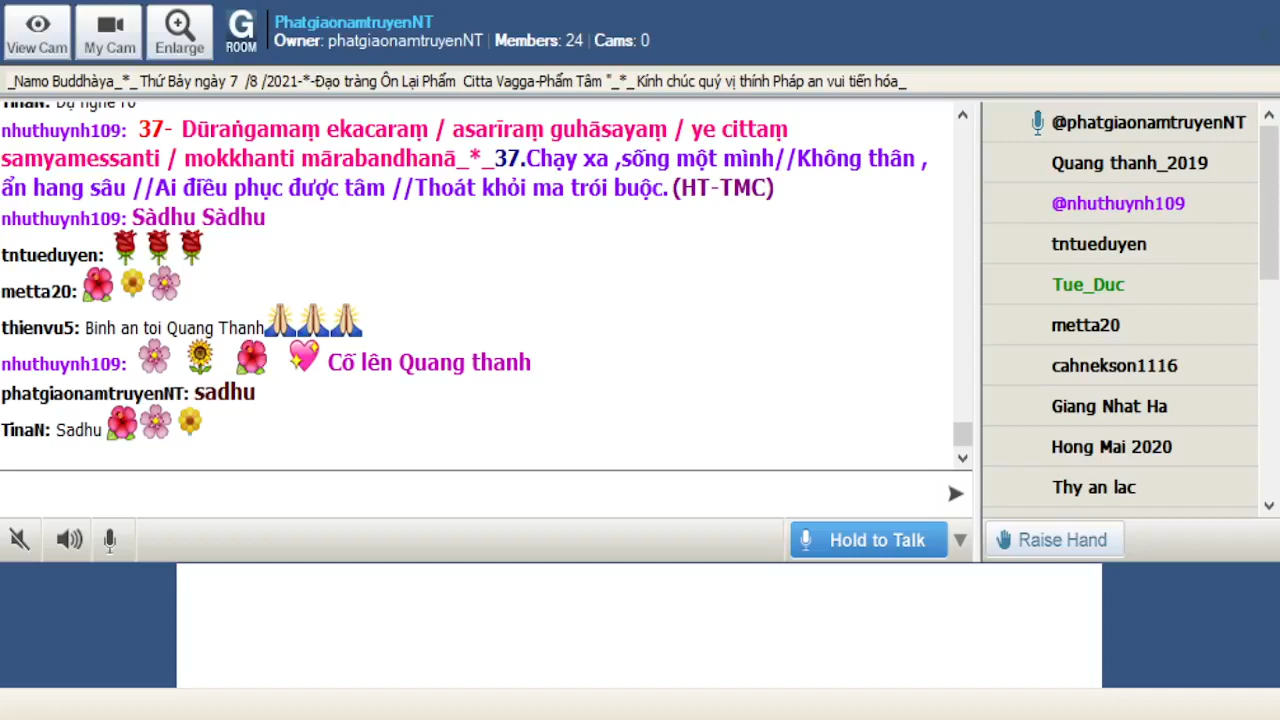 View Cam
My Cam
Enlarge
G
ROOM
PhatgiaonamtruyenNT
Owner: phatgiaonamtruyenNT | Members: 24 | Cams: 0
_Namo Buddhàya_*_ Thứ Bảy ngày 7 /8 /2021-*-Đạo tràng Ôn Lại Phẩm Citta Vagga-Phẩm Tâm "_*_ Kính chúc quý vị thính Pháp an vui tiến hóa_
TinaN: Dạ nghe rõ
nhuthuynh109: 37- Dūraṅgamaṃ ekacaraṃ / asarīraṃ guhāsayaṃ / ye cittaṃ
samyamessanti / mokkhanti mārabandhanā_*_37.Chạy xa ,sống một mình//Không thân ,
ẩn hang sâu //Ai điều phục được tâm //Thoát khỏi ma trói buộc. (HT-TMC)
nhuthuynh109: Sàdhu Sàdhu
tntueduyen:
metta20:
thienvu5: Binh an toi Quang Thanh
nhuthuynh109: Cố lên Quang thanh
phatgiaonamtruyenNT: sadhu
TinaN: Sadhu
@phatgiaonamtruyenNT
Quang thanh_2019
@nhuthuynh109
tntueduyen
Tue_Duc
metta20
cahnekson1116
Giang Nhat Ha
Hong Mai 2020
Thy an lac
Hold to Talk
Raise Hand